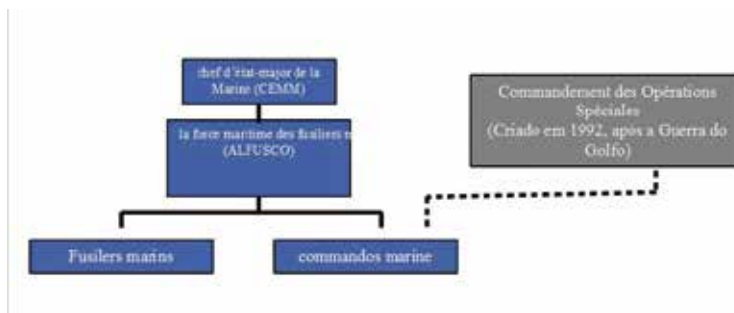 chef d'état-major de la
Marine (CEMM)
la force maritime des fusiliers
(ALFUSCO)
Commandement des Opérations
Spéciales
(Criado em 1992, após a Guerra do
Golfo)
Fusilers marins
commandos marine